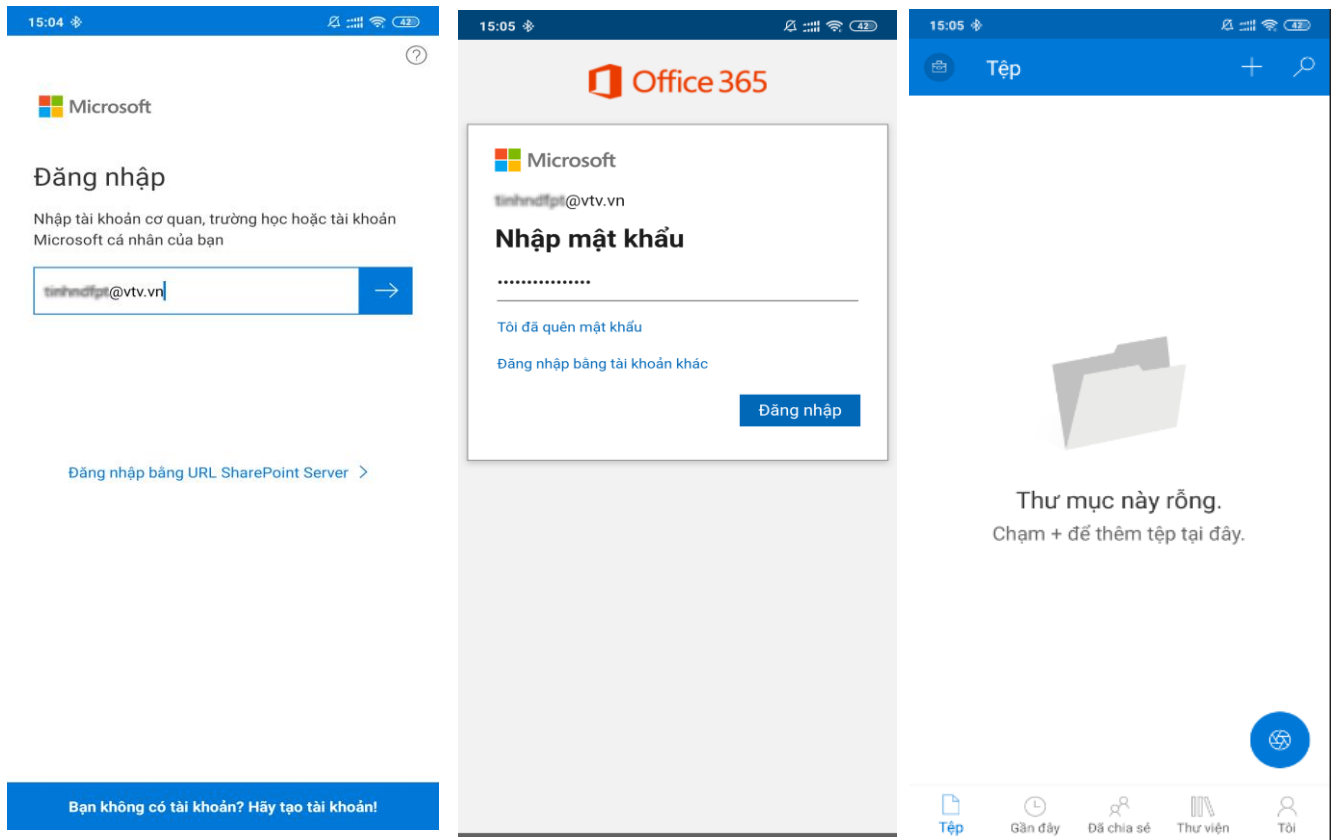 15:04
42
Microsoft
Đăng nhập
Nhập tài khoản cơ quan, trường học hoặc tài khoản
Microsoft cá nhân của bạn
@vtv.vn
Đăng nhập bằng URL SharePoint Server
Bạn không có tài khoản? Hãy tạo tài khoản!
15:05
42
Office 365
Microsoft
@vtv.vn
Nhập mật khẩu
Tôi đã quên mật khẩu
Đăng nhập bằng tài khoản khác
Đăng nhập
15:05
42
Tệp
Thư mục này rỗng.
Chạm + để thêm tệp tại đây.
Tệp
Gần đây
Đã chia sẻ
Thư viện
Tôi